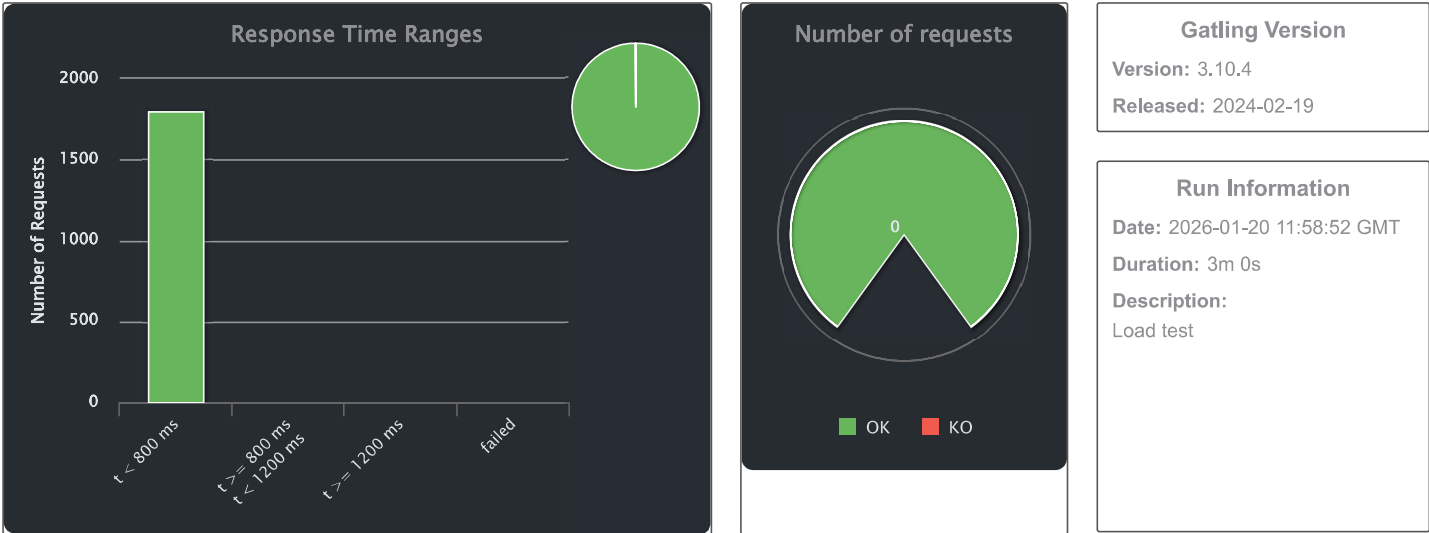 Response Time Ranges
Number of Requests
2000
1500
1000
500
0
t < 800 ms
t >= 800 ms
t < 1200 ms
t >= 1200 ms
failed
Number of requests
0
OK
KO
Gatling Version
Version: 3.10.4
Released: 2024-02-19
Run Information
Date: 2026-01-20 11:58:52 GMT
Duration: 3m 0s
Description:
Load test